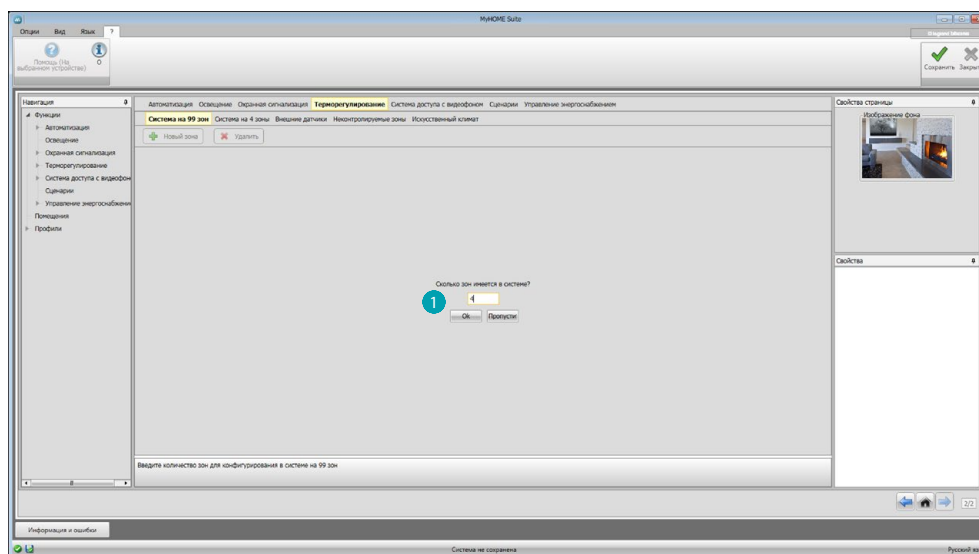 MyHOME Suite
Опции Вид Язык ?
Помощь (На выбранном устройстве)
О
Сохранить Закрыть
Навигация
Функции
Автоматизация
Освещение
Охранная сигнализация
Терморегулирование
Система доступа с видеофон
Сценарии
Управление энергоснабжени
Помещения
Профили
Автоматизация Освещение Охранная сигнализация Терморегулирование Система доступа с видеофоном Сценарии Управление энергоснабжением
Система на 99 зон Система на 4 зоны Внешние датчики Неконтролируемые зоны Искусственный климат
Новый зона Удалить
Сколько зон имеется в системе?
1
4
Ok Пропусти
Введите количество зон для конфигурирования в системе на 99 зон
Свойства страницы
Изображение фона
Свойства
2/2
Информация и ошибки
Система не сохранена
Русский